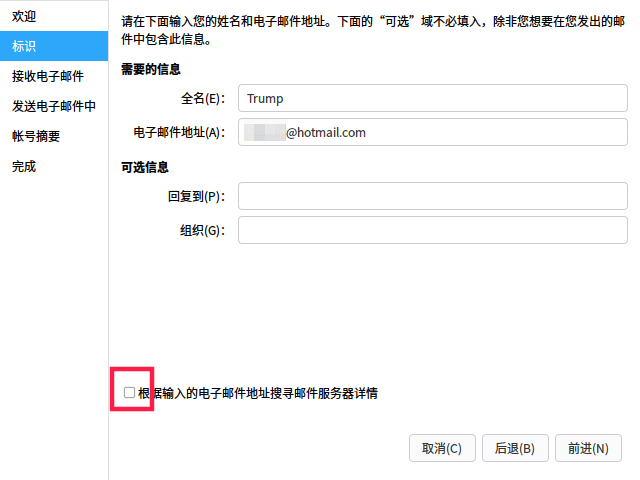 欢迎
标识
接收电子邮件
发送电子邮件中
帐号摘要
完成
请在下面输入您的姓名和电子邮件地址。下面的“可选”域不必填入，除非您想要在您发出的邮
件中包含此信息。
需要的信息
全名(E)： Trump
电子邮件地址(A)： @hotmail.com
可选信息
回复到(P)：
组织(G)：
根据输入的电子邮件地址搜寻邮件服务器详情
取消(C) 后退(B) 前进(N)